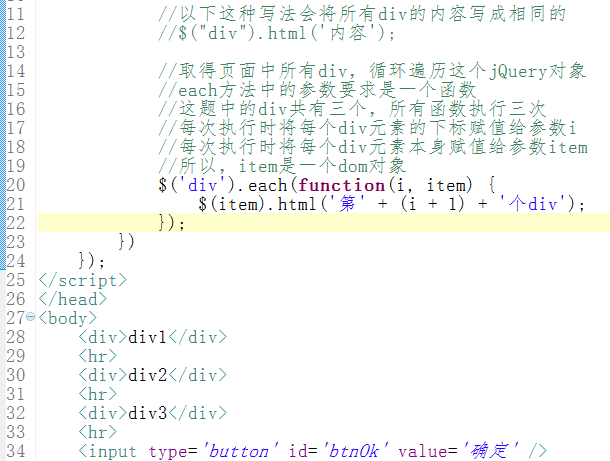 11 //以下这种写法会将所有div的内容写成相同的
12 //$("div").html('内容');
13
14 //取得页面中所有div，循环遍历这个jQuery对象
15 //each方法中的参数要求是一个函数
16 //这题中的div共有三个，所有函数执行三次
17 //每次执行时将每个div元素的下标赋值给参数i
18 //每次执行时将每个div元素本身赋值给参数item
19 //所以，item是一个dom对象
20 $('div').each(function(i, item) {
21 $(item).html('第' + (i + 1) + '个div');
22 });
23 })
24 });
25 </script>
26 </head>
27 <body>
28 <div>div1</div>
29 <hr>
30 <div>div2</div>
31 <hr>
32 <div>div3</div>
33 <hr>
34 <input type='button' id='btnOk' value='确定' />